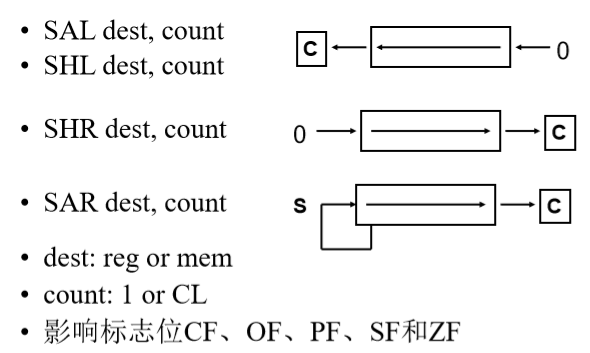 • SAL dest, count
• SHL dest, count
C 0
• SHR dest, count
0 C
• SAR dest, count
S C
• dest: reg or mem
• count: 1 or CL
• 影响标志位CF、OF、PF、SF和ZF